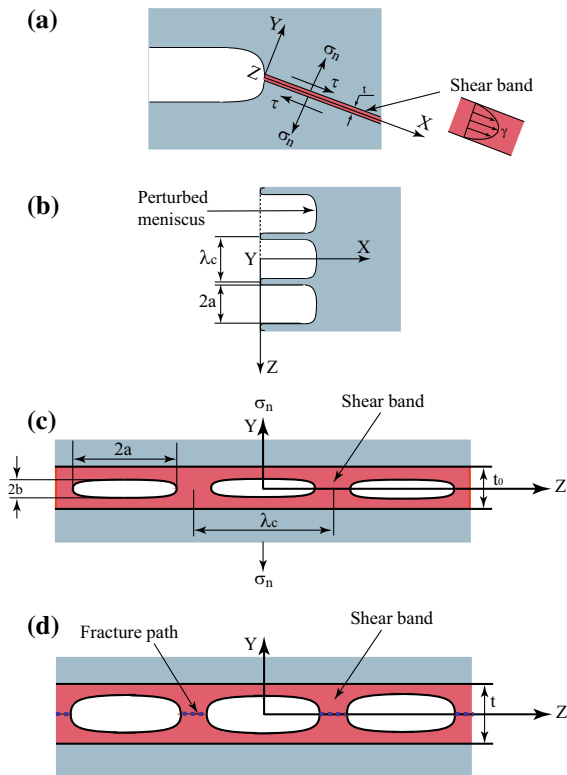 (a)
Y
σn
Z
τ
t
Shear band
τ
σn
X
γ
(b)
Perturbed
meniscus
λc
Y
X
2a
Z
(c)
σn
Shear band
2a
Y
2b
t₀
Z
λc
σn
(d)
Fracture path
Shear band
Y
t
Z